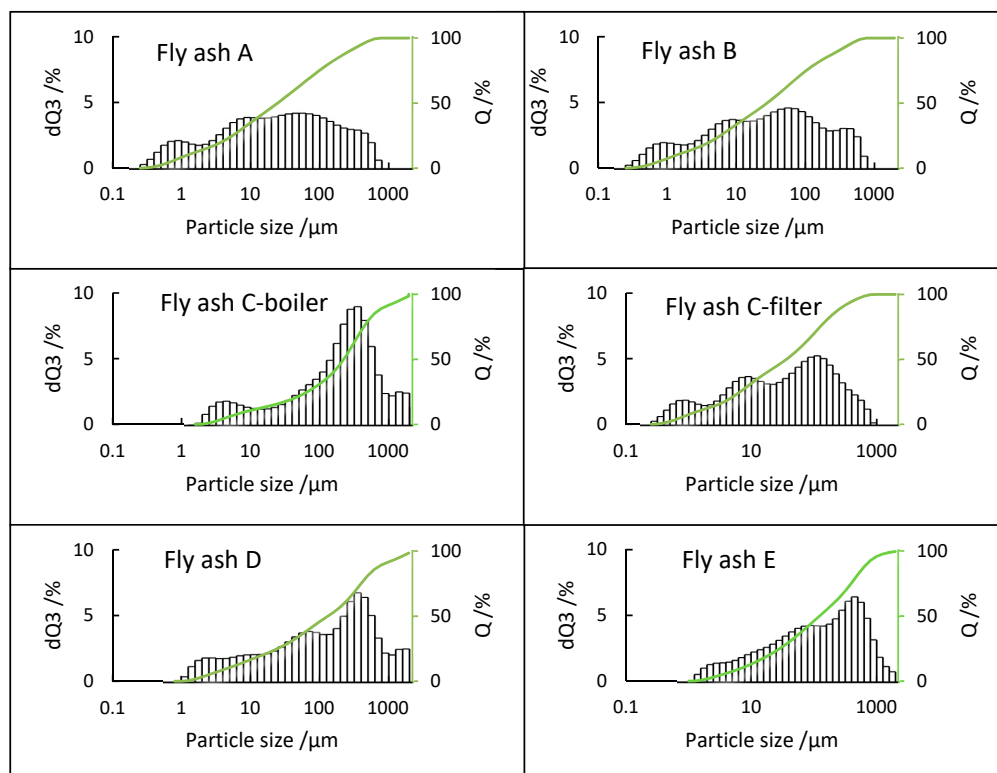 Fly ash A
dQ3 /%
10
5
0
0.1 1 10 100 1000
Particle size /µm
100
50
0
Q /%
Fly ash B
dQ3 /%
10
5
0
0.1 1 10 100 1000
Particle size /µm
100
50
0
Q /%
Fly ash C-boiler
dQ3 /%
10
5
0
0.1 1 10 100 1000
Particle size /µm
100
50
0
Q /%
Fly ash C-filter
dQ3 /%
10
5
0
0.1 10 1000
Particle size /µm
100
50
0
Q /%
Fly ash D
dQ3 /%
10
5
0
0.1 1 10 100 1000
Particle size /µm
100
50
0
Q /%
Fly ash E
dQ3 /%
10
5
0
0.1 10 1000
Particle size /µm
100
50
0
Q /%